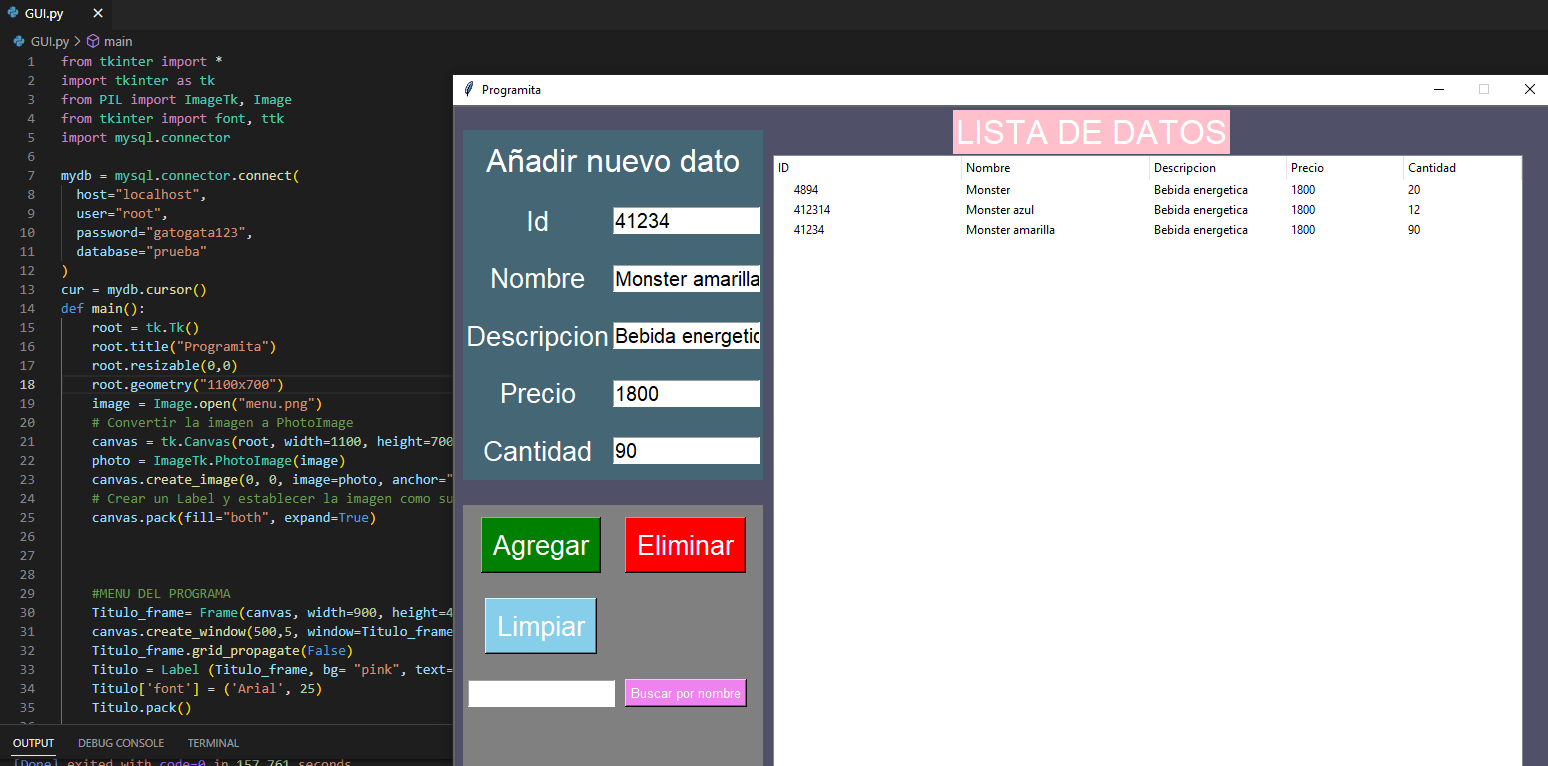 GUI.py
GUI.py > main
1 from tkinter import *
2 import tkinter as tk
3 from PIL import ImageTk, Image
4 from tkinter import font, ttk
5 import mysql.connector
6
7 mydb = mysql.connector.connect(
8 host="localhost",
9 user="root",
10 password="gatogata123",
11 database="prueba"
12 )
13 cur = mydb.cursor()
14 def main():
15 root = tk.Tk()
16 root.title("Programita")
17 root.resizable(0,0)
18 root.geometry("1100x700")
19 image = Image.open("menu.png")
20 # Convertir la imagen a PhotoImage
21 canvas = tk.Canvas(root, width=1100, height=700
22 photo = ImageTk.PhotoImage(image)
23 canvas.create_image(0, 0, image=photo, anchor="
24 # Crear un Label y establecer la imagen como su
25 canvas.pack(fill="both", expand=True)
26
27
28
29 #MENU DEL PROGRAMA
30 Titulo_frame= Frame(canvas, width=900, height=4
31 canvas.create_window(500,5, window=Titulo_frame
32 Titulo_frame.grid_propagate(False)
33 Titulo = Label (Titulo_frame, bg= "pink", text=
34 Titulo['font'] = ('Arial', 25)
35 Titulo.pack()
OUTPUT DEBUG CONSOLE TERMINAL
[Done] exited with code=0 in 157.761 seconds
Programita
Añadir nuevo dato
Id 41234
Nombre Monster amarilla
Descripcion Bebida energetic
Precio 1800
Cantidad 90
Agregar Eliminar
Limpiar
Buscar por nombre
LISTA DE DATOS
ID Nombre Descripcion Precio Cantidad
4894 Monster Bebida energetica 1800 20
412314 Monster azul Bebida energetica 1800 12
41234 Monster amarilla Bebida energetica 1800 90